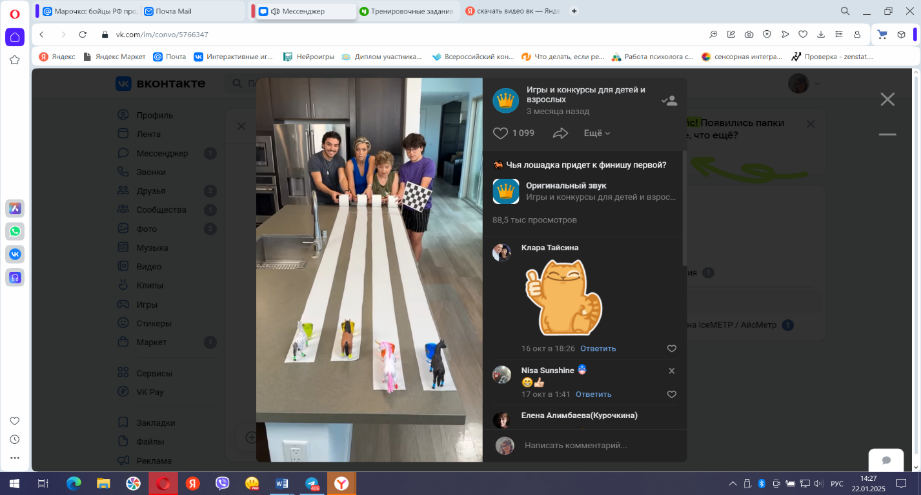 Марочко: бойцы РФ про
Почта Mail
Мессенджер
Тренировочные задания
скачать видео вк — Янде
vk.com/im/convo/5766347
Яндекс
Яндекс Маркет
Почта
Интерактивные иг...
Нейроигры
Диплом участника...
Всероссийский кон...
Что делать, если ре...
Работа психолога с...
сенсорная интегра...
Проверка - zenstat...
вконтакте
Игры и конкурсы для детей и
взрослых
3 месяца назад
1 099
Ещё
Чья лошадка придет к финишу первой?
Оригинальный звук
Игры и конкурсы для детей и взрос...
88,5 тыс просмотров
Клара Тайсина
16 окт в 18:26 Ответить
Nisa Sunshine
17 окт в 1:41 Ответить
Елена Алимбаева(Курочкина)
Написать комментарий...
Профиль
Лента
Мессенджер
Звонки
Друзья
Сообщества
Фото
Музыка
Видео
Клипы
Игры
Стикеры
Маркет
Сервисы
VK Pay
Закладки
Файлы
Реклама
Появились папки
что ещё?
на IceМЕТР / АйсМетр
РУС
14:27
22.01.2025